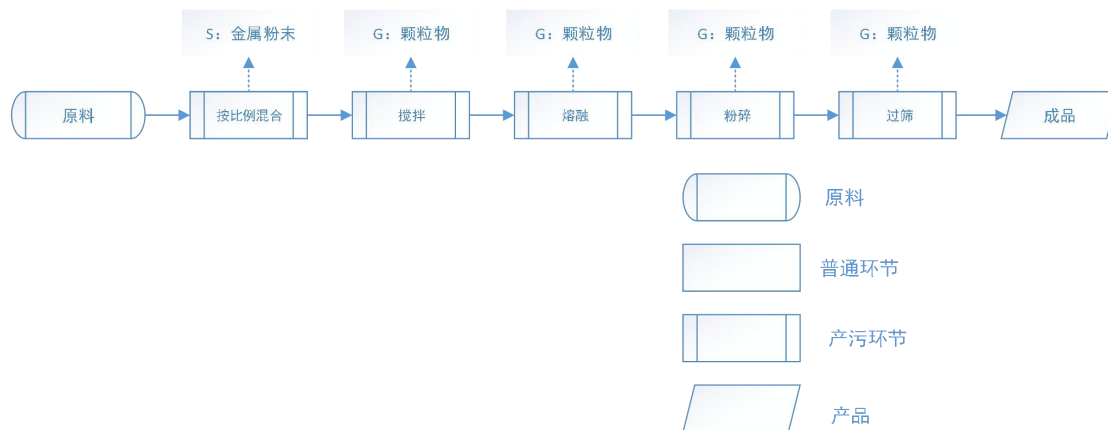 S：金属粉末
G：颗粒物
G：颗粒物
G：颗粒物
G：颗粒物
原料
按比例混合
搅拌
熔融
粉碎
过筛
成品
原料
普通环节
产污环节
产品